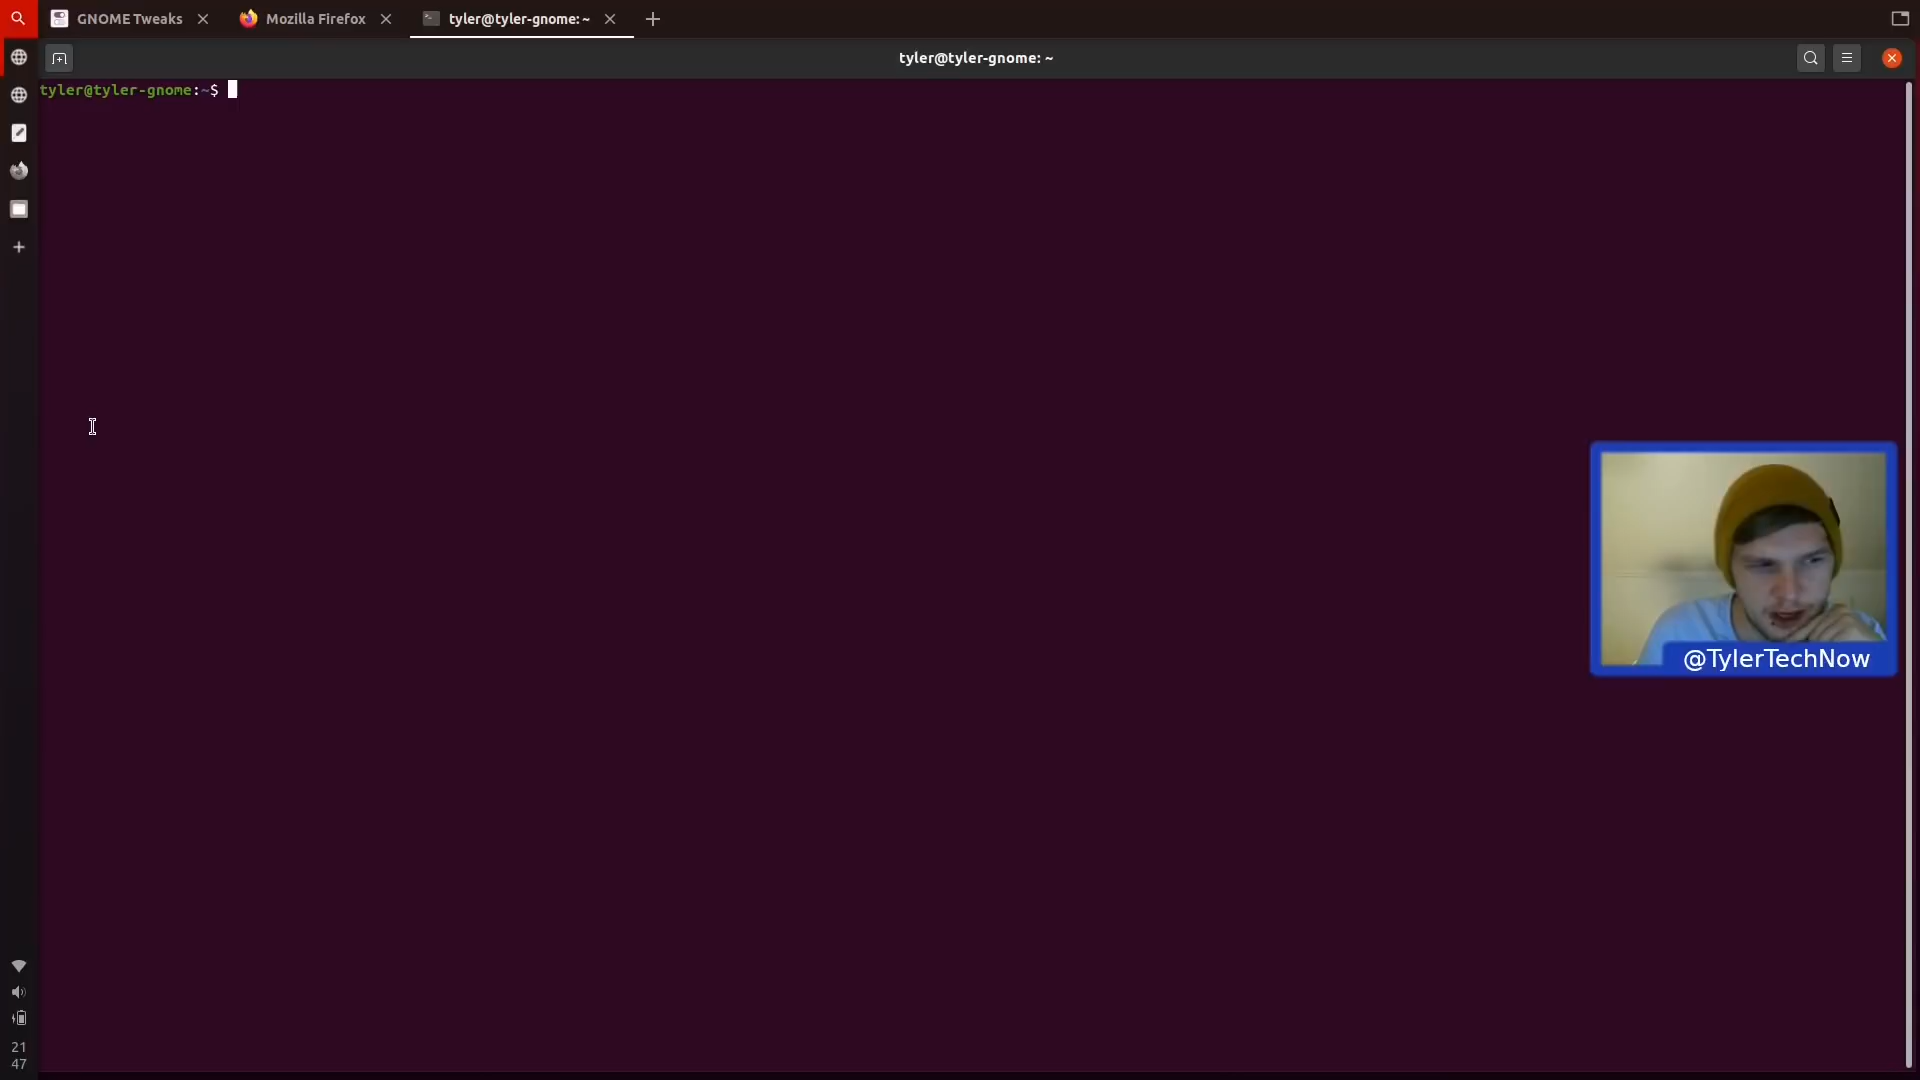 GNOME Tweaks
Mozilla Firefox
tyler@tyler-gnome: ~
tyler@tyler-gnome: ~
tyler@tyler-gnome:~$
@TylerTechNow
21
47